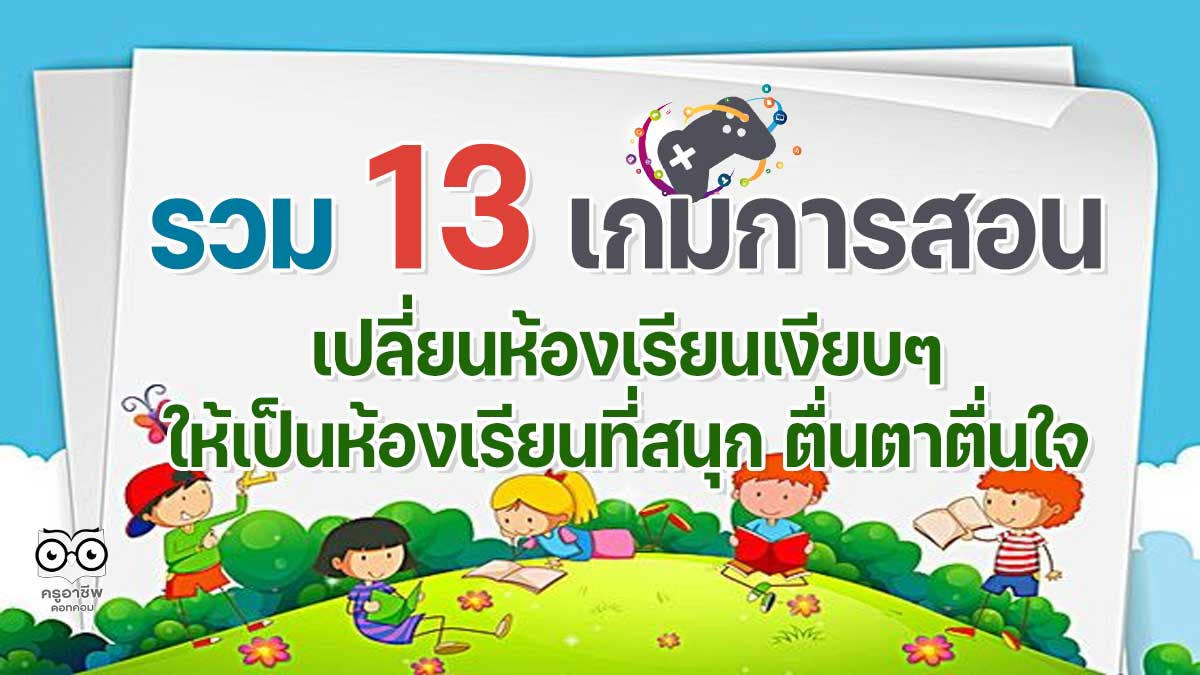 รวม 13 เกมการสอน
เปลี่ยนห้องเรียนเงียบๆ
ให้เป็นห้องเรียนที่สนุก ตื่นตาตื่นใจ
ครูอาชีพ
ดอทคอม